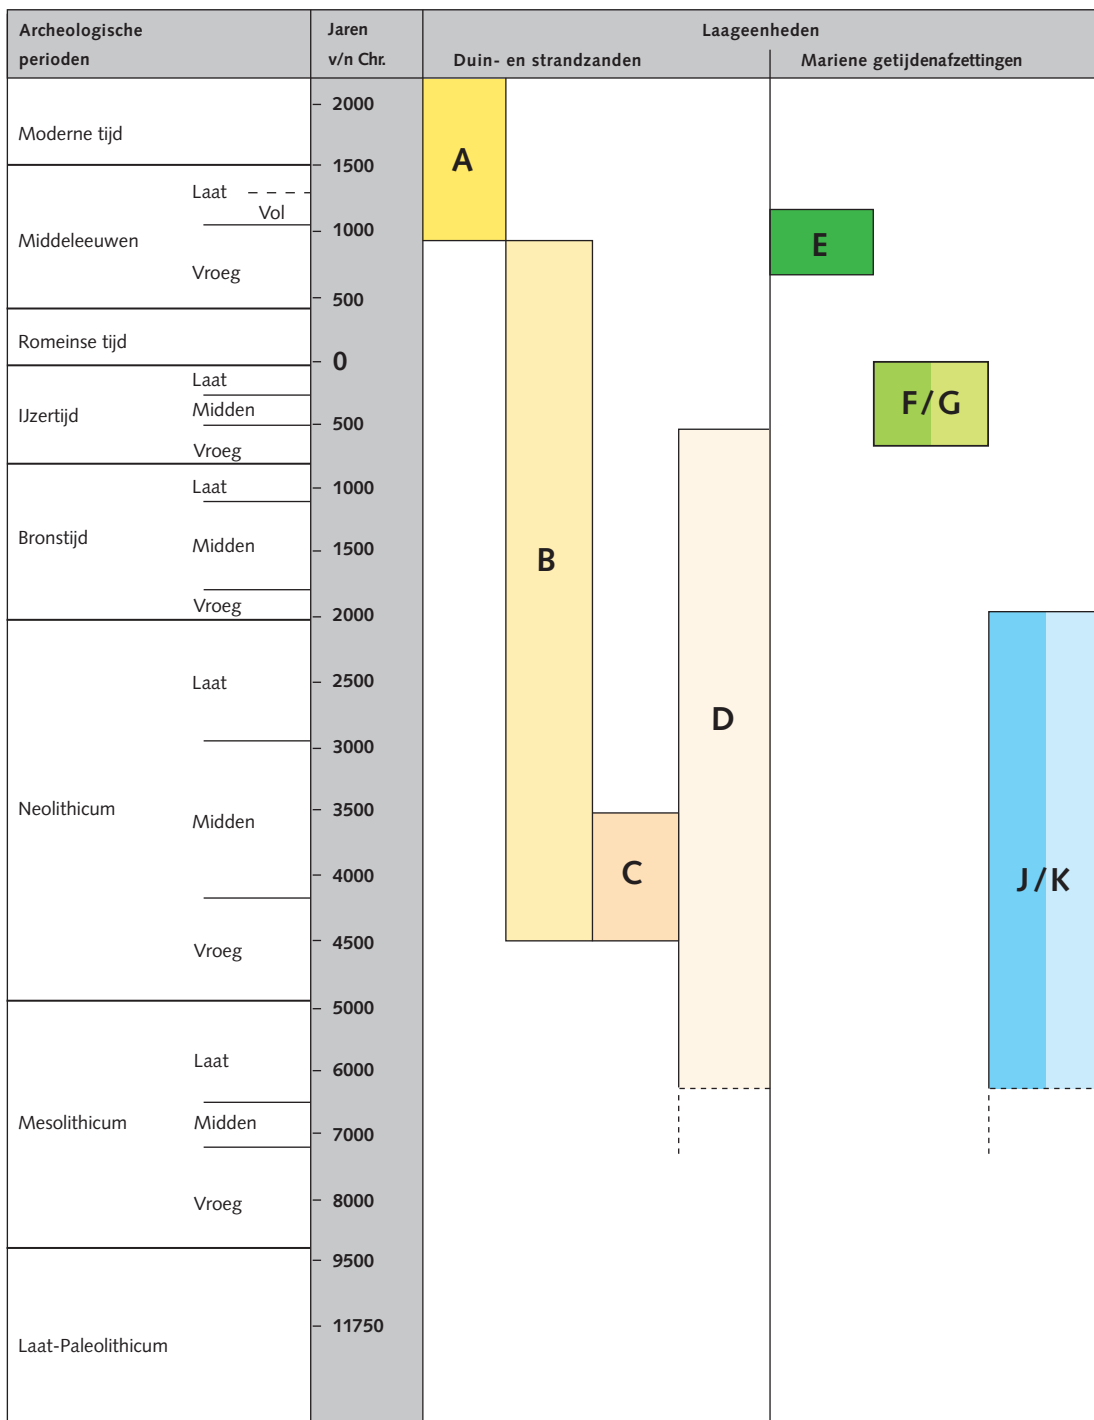 Archeologische perioden
Jaren v/n Chr.
Laageenheden
Duin- en strandzanden
Mariene getijdenafzettingen
2000
Moderne tijd
A
1500
Laat
Vol
1000
Middeleeuwen
E
Vroeg
500
Romeinse tijd
0
Laat
Midden
F/G
IJzertijd
500
Vroeg
Laat
1000
Bronstijd
Midden
1500
B
Vroeg
2000
Laat
2500
D
3000
Neolithicum
3500
Midden
C
4000
J/K
4500
Vroeg
5000
Laat
6000
Mesolithicum
Midden
7000
Vroeg
8000
9500
11750
Laat-Paleolithicum